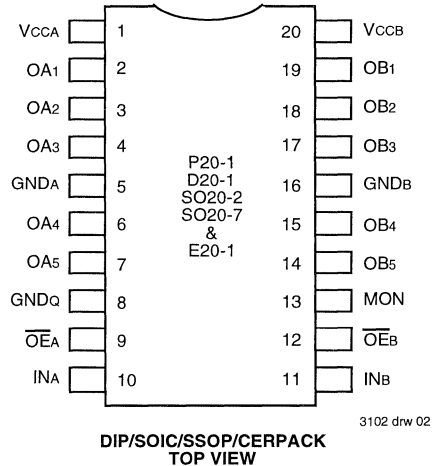 VCCA 1 20 VCCB
OA1 2 19 OB1
OA2 3 18 OB2
OA3 4 17 OB3
GNDA 5 16 GNDB
OA4 6 15 OB4
OA5 7 14 OB5
GNDQ 8 13 MON
O̅E̅A 9 12 O̅E̅B
INA 10 11 INB
P20-1
D20-1
SO20-2
SO20-7
&
E20-1
3102 drw 02
DIP/SOIC/SSOP/CERPACK
TOP VIEW